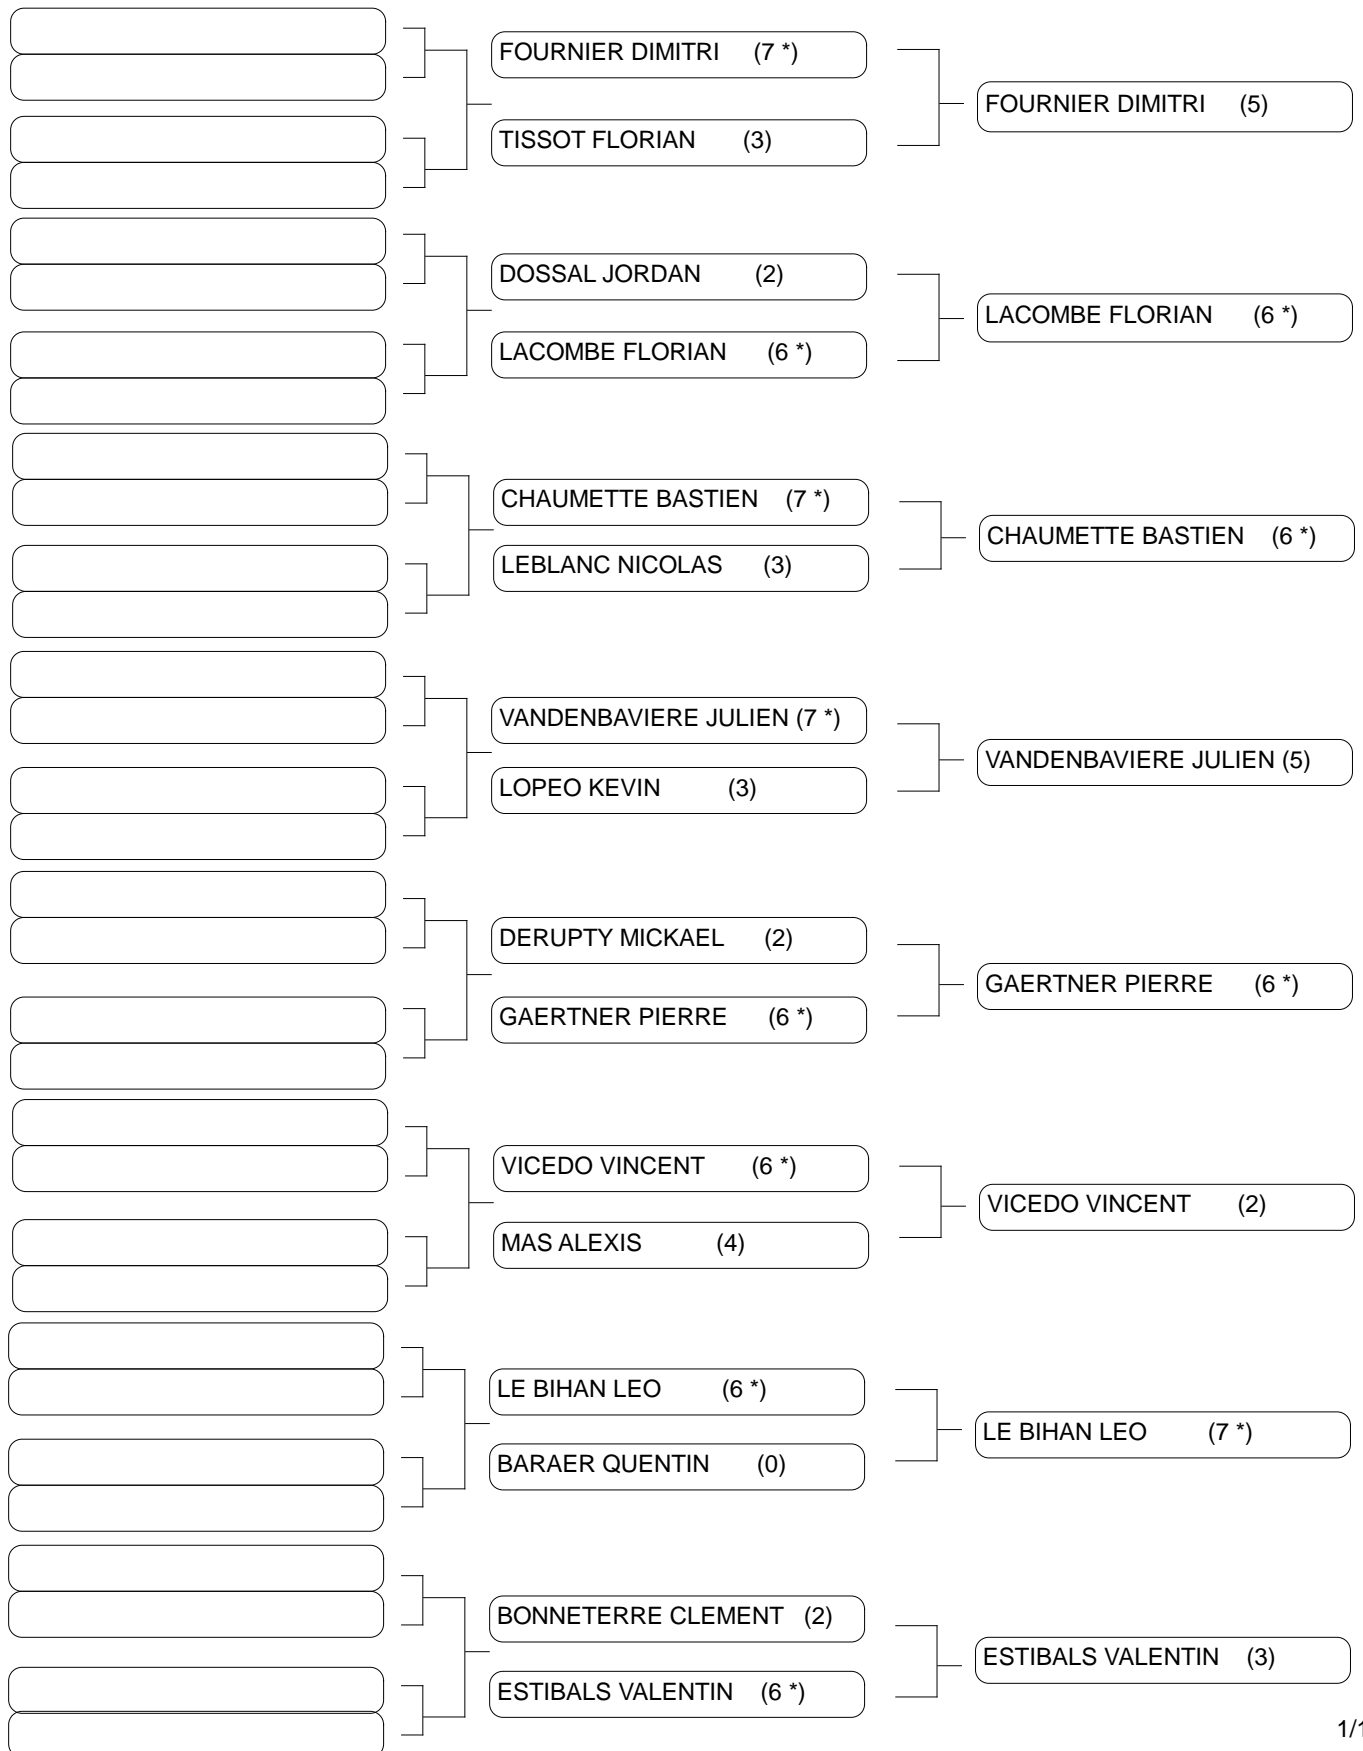 FOURNIER DIMITRI (7 *)
FOURNIER DIMITRI (5)
TISSOT FLORIAN (3)
DOSSAL JORDAN (2)
LACOMBE FLORIAN (6 *)
LACOMBE FLORIAN (6 *)
CHAUMETTE BASTIEN (7 *)
CHAUMETTE BASTIEN (6 *)
LEBLANC NICOLAS (3)
VANDENBAVIERE JULIEN (7 *)
VANDENBAVIERE JULIEN (5)
LOPEO KEVIN (3)
DERUPTY MICKAEL (2)
GAERTNER PIERRE (6 *)
GAERTNER PIERRE (6 *)
VICEDO VINCENT (6 *)
VICEDO VINCENT (2)
MAS ALEXIS (4)
LE BIHAN LEO (6 *)
LE BIHAN LEO (7 *)
BARAER QUENTIN (0)
BONNETERRE CLEMENT (2)
ESTIBALS VALENTIN (3)
ESTIBALS VALENTIN (6 *)
1/1